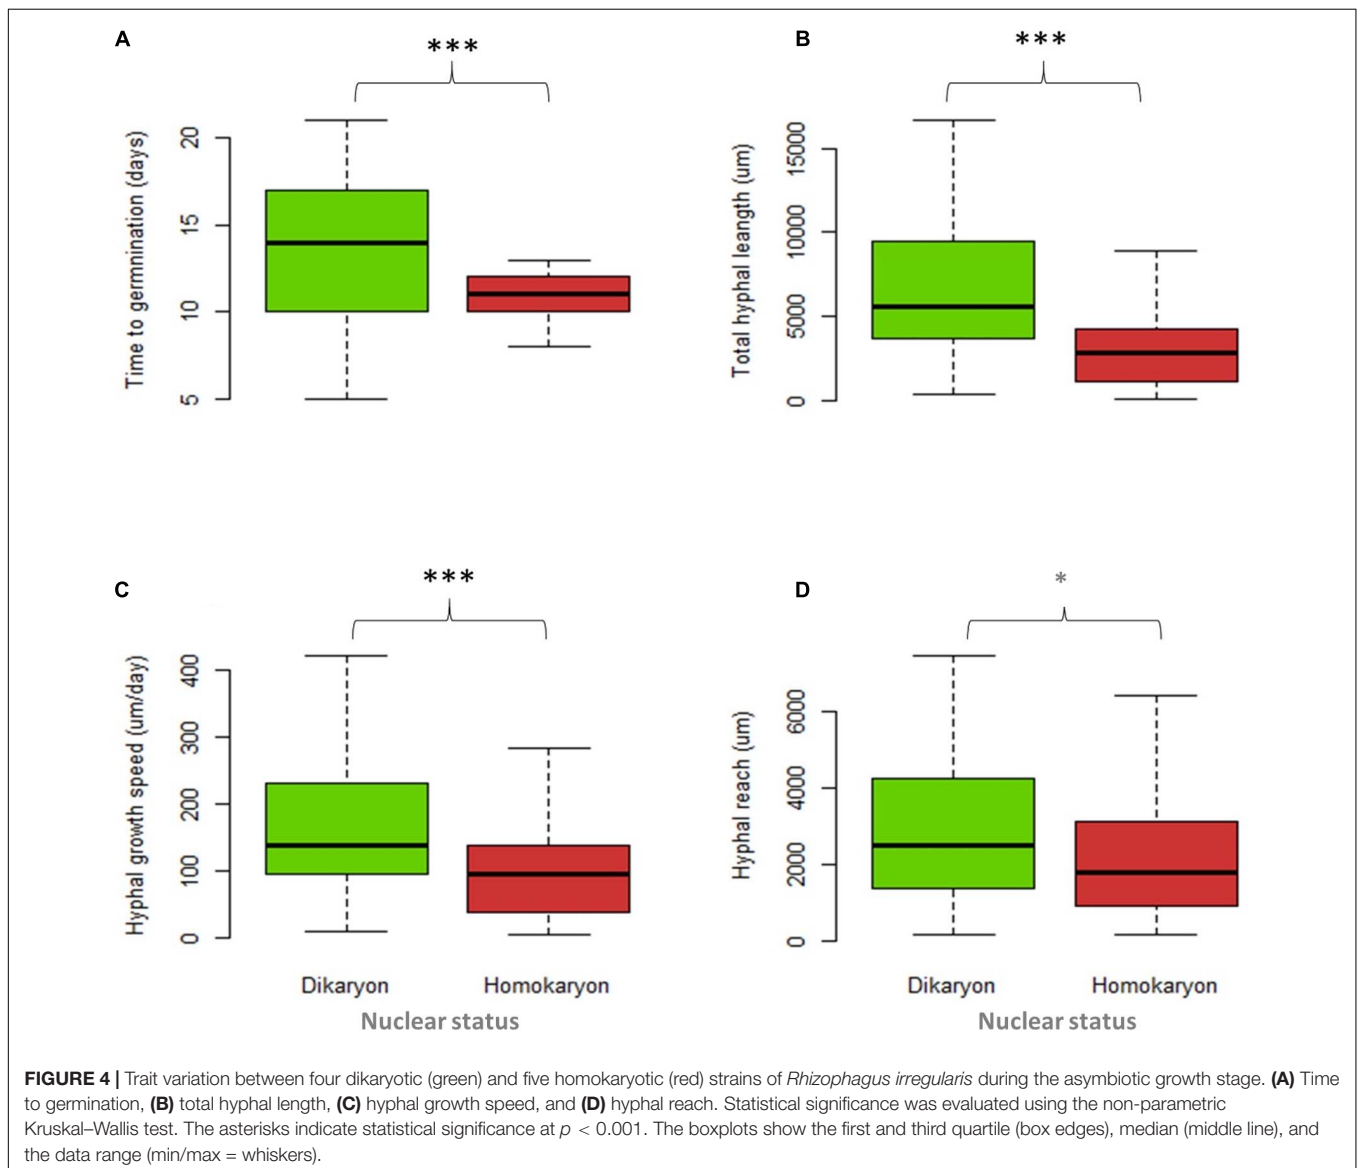 A
***
Time to germnination (days)
20
15
10
5
B
***
Total hyphal leangth (um)
15000
10000
5000
0
C
***
Hyphal growth speed (um/day)
400
300
200
100
0
Dikaryon Homokaryon
Nuclear status
D
*
Hyphal reach (um)
6000
4000
2000
0
Dikaryon Homokaryon
Nuclear status
FIGURE 4 | Trait variation between four dikaryotic (green) and five homokaryotic (red) strains of Rhizophagus irregularis during the asymbiotic growth stage. (A) Time
to germination, (B) total hyphal length, (C) hyphal growth speed, and (D) hyphal reach. Statistical significance was evaluated using the non-parametric
Kruskal–Wallis test. The asterisks indicate statistical significance at p < 0.001. The boxplots show the first and third quartile (box edges), median (middle line), and
the data range (min/max = whiskers).